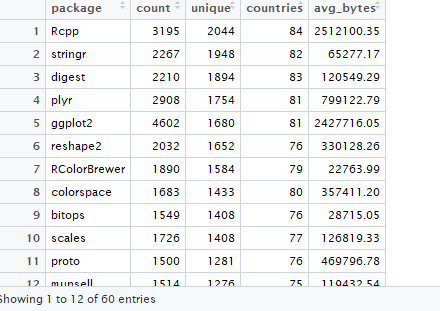 package count unique countries avg_bytes
1 Rcpp 3195 2044 84 2512100.35
2 stringr 2267 1948 82 65277.17
3 digest 2210 1894 83 120549.29
4 plyr 2908 1754 81 799122.79
5 ggplot2 4602 1680 81 2427716.05
6 reshape2 2032 1652 76 330128.26
7 RColorBrewer 1890 1584 79 22763.99
8 colorspace 1683 1433 80 357411.20
9 bitops 1549 1408 76 28715.05
10 scales 1726 1408 77 126819.33
11 proto 1500 1281 76 469796.78
12 munsell 1514 1276 75 119432.54
Showing 1 to 12 of 60 entries